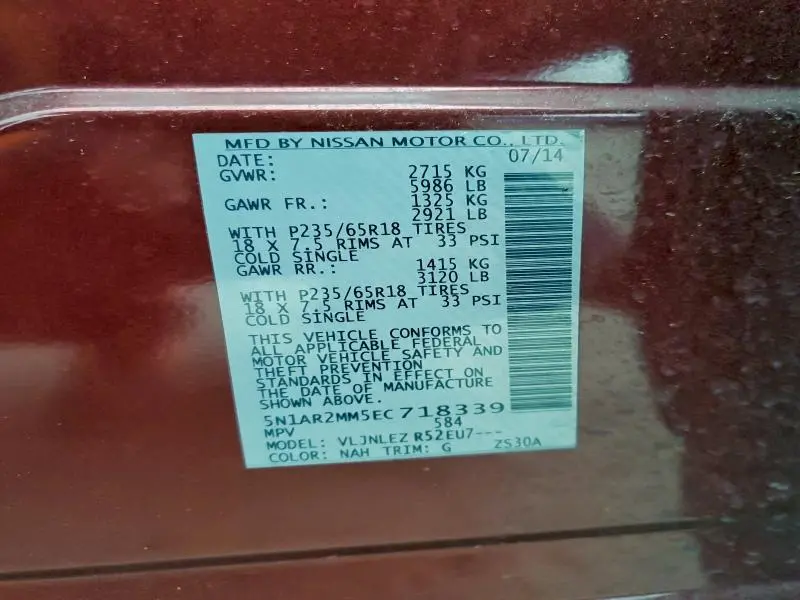 MFD BY NISSAN MOTOR CO., LTD.
DATE: 07/14
GVWR: 2715 KG
5986 LB
GAWR FR.: 1325 KG
2921 LB
WITH P235/65R18 TIRES
18 X 7.5 RIMS AT 33 PSI
COLD SINGLE
GAWR RR.: 1415 KG
3120 LB
WITH P235/65R18 TIRES
18 X 7.5 RIMS AT 33 PSI
COLD SINGLE
THIS VEHICLE CONFORMS TO
ALL APPLICABLE FEDERAL
MOTOR VEHICLE SAFETY AND
THEFT PREVENTION
STANDARDS IN EFFECT ON
THE DATE OF MANUFACTURE
SHOWN ABOVE.
5N1AR2MM5EC718339
MPV 584
MODEL: VLJNLEZ R52EU7---
COLOR: NAH TRIM: G ZS30A